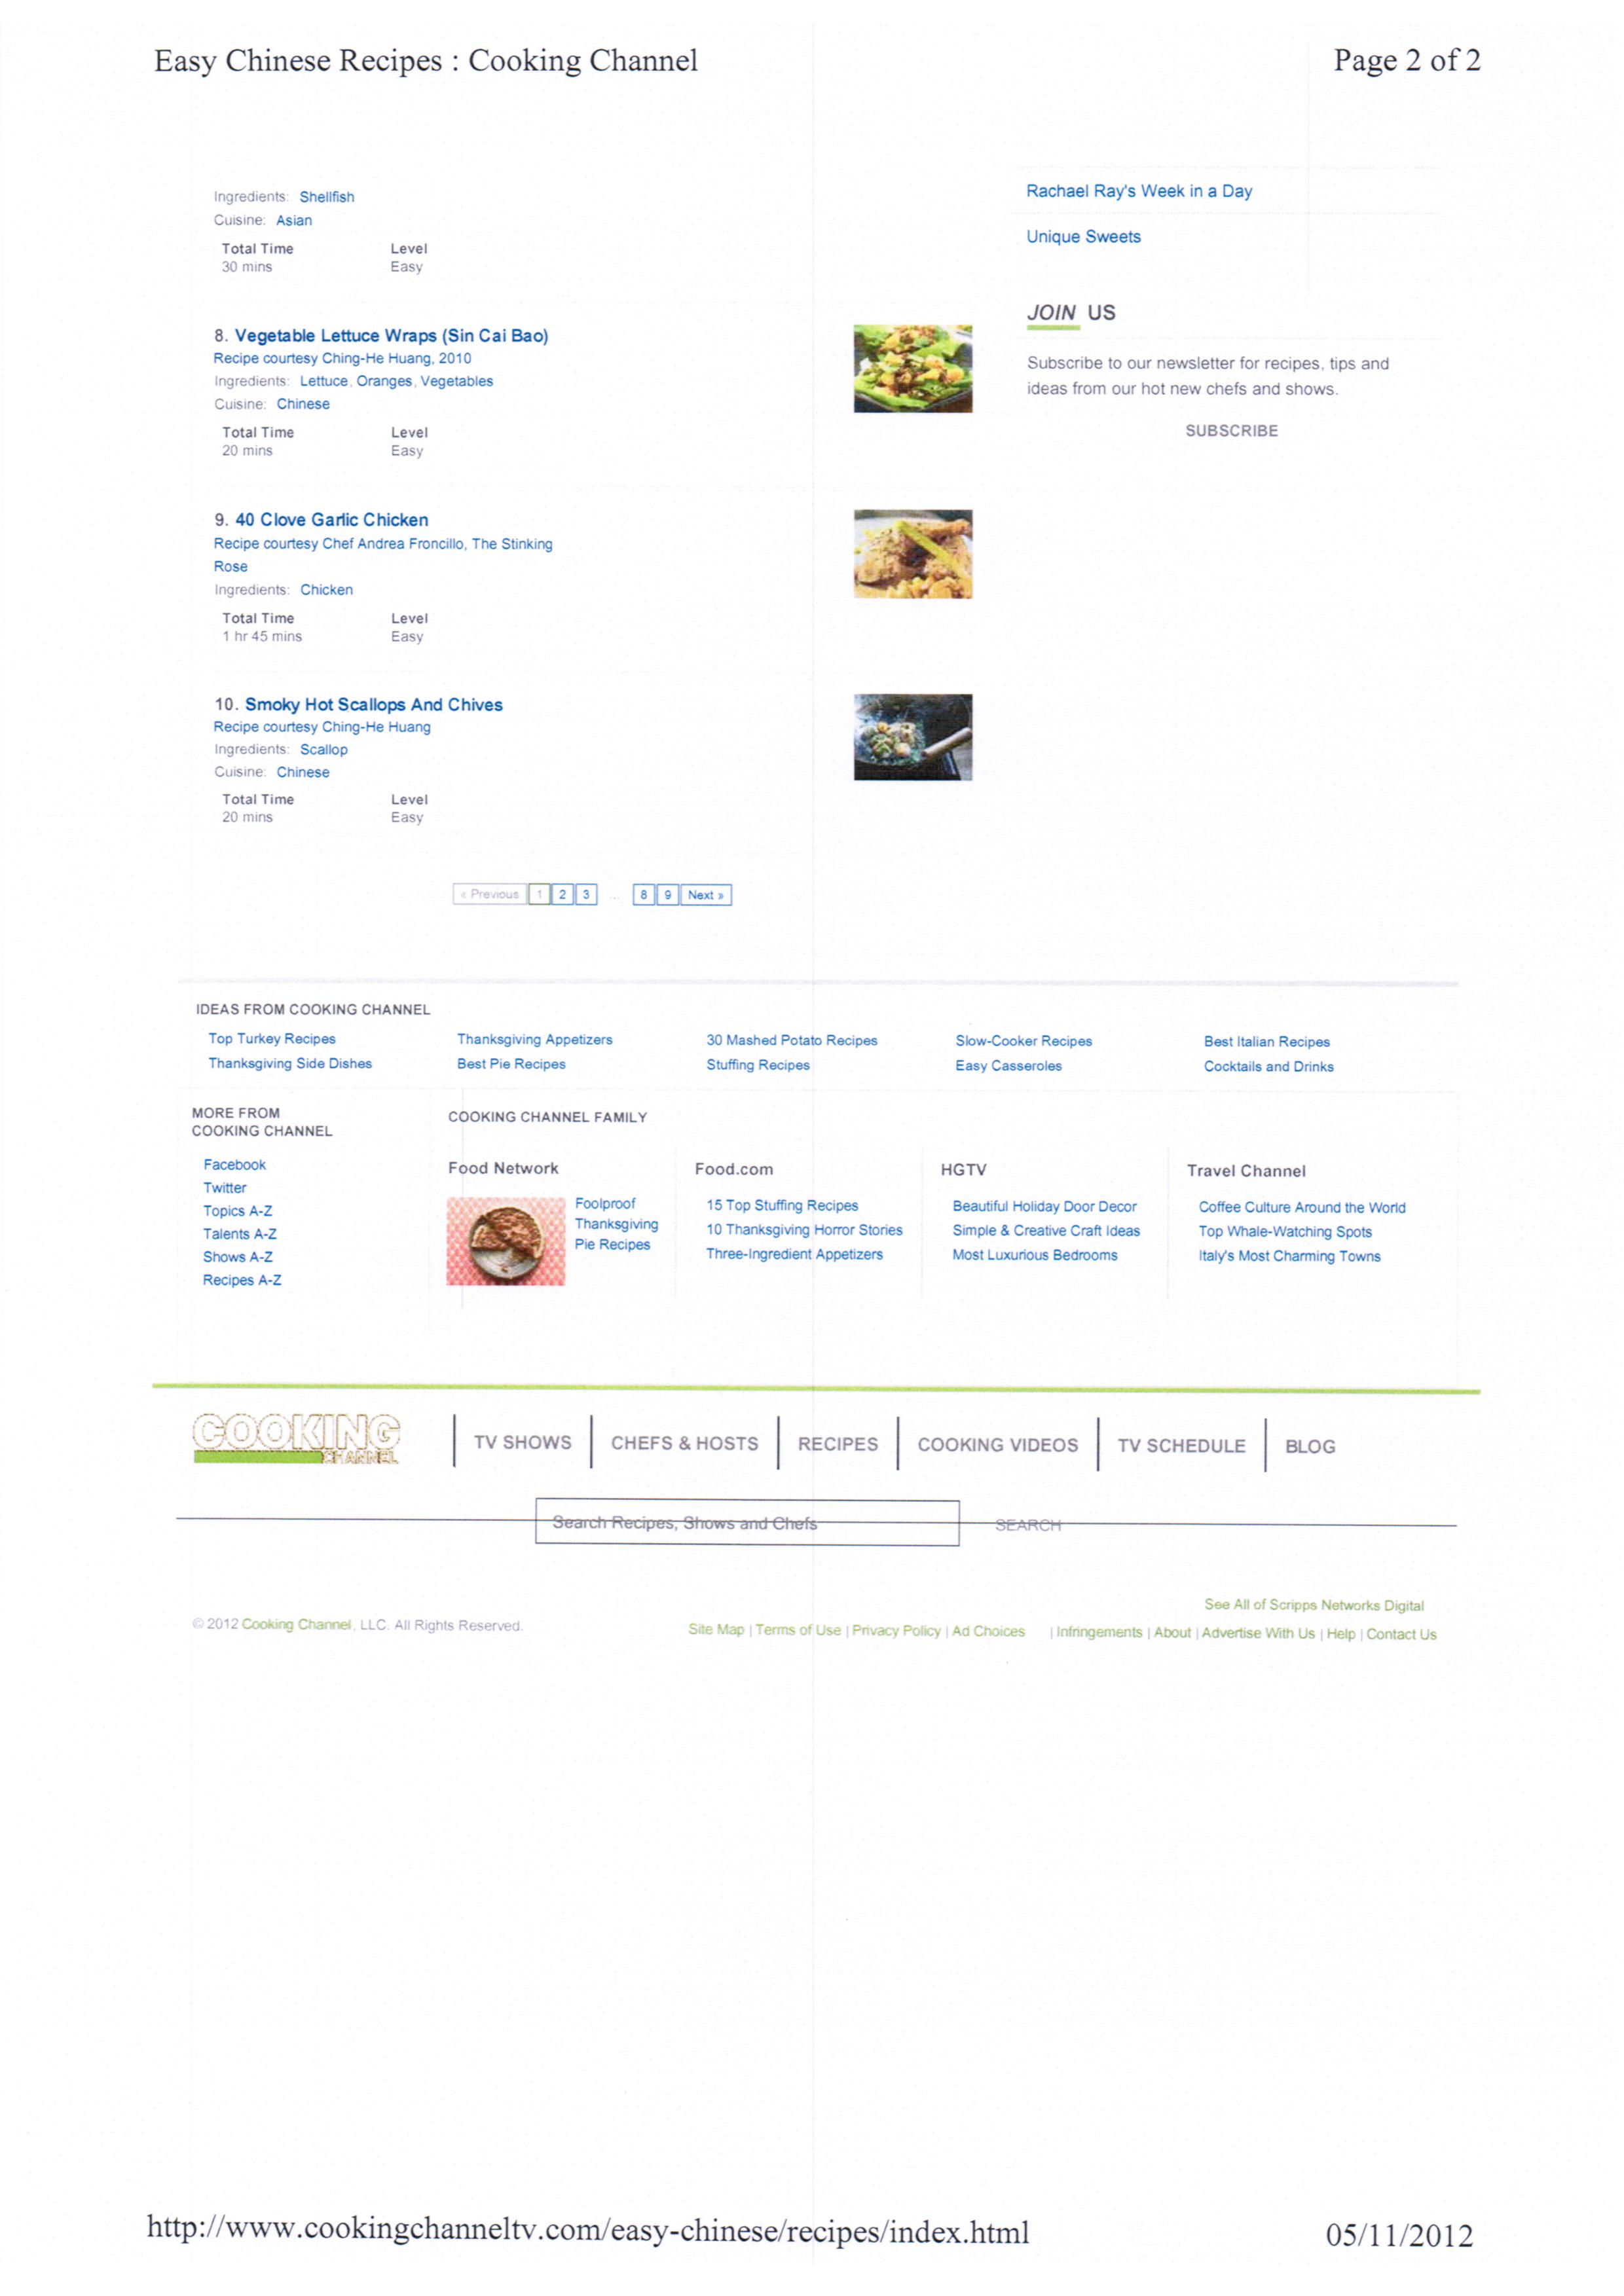 Easy Chinese Recipes : Cooking Channel
Page 2 of 2
Ingredients: Shellfish
Cuisine: Asian
Total Time Level
30 mins Easy
8. Vegetable Lettuce Wraps (Sin Cai Bao)
Recipe courtesy Ching-He Huang, 2010
Ingredients: Lettuce, Oranges, Vegetables
Cuisine: Chinese
Total Time Level
20 mins Easy
9. 40 Clove Garlic Chicken
Recipe courtesy Chef Andrea Froncillo, The Stinking
Rose
Ingredients: Chicken
Total Time Level
1 hr 45 mins Easy
10. Smoky Hot Scallops And Chives
Recipe courtesy Ching-He Huang
Ingredients: Scallop
Cuisine: Chinese
Total Time Level
20 mins Easy
« Previous 1 2 3 ... 8 9 Next »
Rachael Ray's Week in a Day
Unique Sweets
JOIN US
Subscribe to our newsletter for recipes, tips and
ideas from our hot new chefs and shows.
SUBSCRIBE
IDEAS FROM COOKING CHANNEL
Top Turkey Recipes Thanksgiving Appetizers 30 Mashed Potato Recipes Slow-Cooker Recipes Best Italian Recipes
Thanksgiving Side Dishes Best Pie Recipes Stuffing Recipes Easy Casseroles Cocktails and Drinks
MORE FROM
COOKING CHANNEL
Facebook
Twitter
Topics A-Z
Talents A-Z
Shows A-Z
Recipes A-Z
COOKING CHANNEL FAMILY
Food Network
Foolproof
Thanksgiving
Pie Recipes
Food.com
15 Top Stuffing Recipes
10 Thanksgiving Horror Stories
Three-Ingredient Appetizers
HGTV
Beautiful Holiday Door Decor
Simple & Creative Craft Ideas
Most Luxurious Bedrooms
Travel Channel
Coffee Culture Around the World
Top Whale-Watching Spots
Italy's Most Charming Towns
COOKING
CHANNEL
TV SHOWS CHEFS & HOSTS RECIPES COOKING VIDEOS TV SCHEDULE BLOG
Search Recipes, Shows and Chefs SEARCH
See All of Scripps Networks Digital
© 2012 Cooking Channel, LLC. All Rights Reserved.
Site Map | Terms of Use | Privacy Policy | Ad Choices | Infringements | About | Advertise With Us | Help | Contact Us
http://www.cookingchanneltv.com/easy-chinese/recipes/index.html
05/11/2012